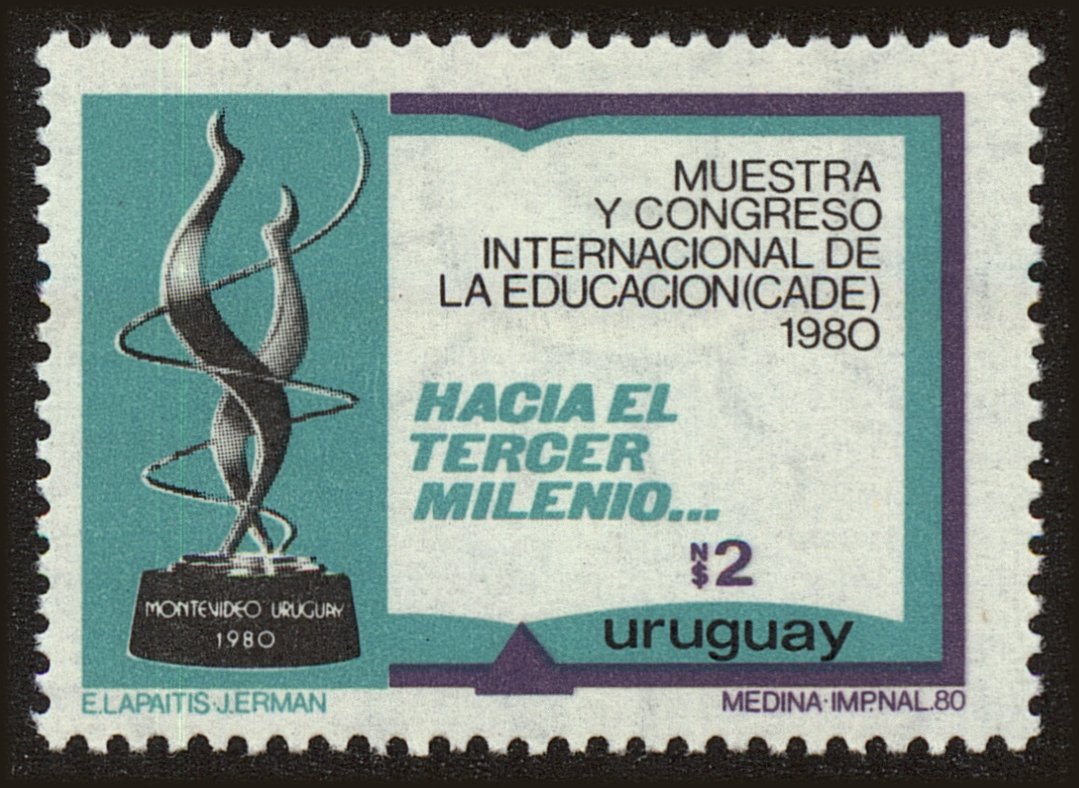 MUESTRA
Y CONGRESO
INTERNACIONAL DE
LA EDUCACION(CADE)
1980
HACIA EL
TERCER
MILENIO...
N$2
uruguay
MONTEVIDEO URUGUAY
1980
E.LAPAITIS·J.ERMAN
MEDINA·IMP.NAL.80